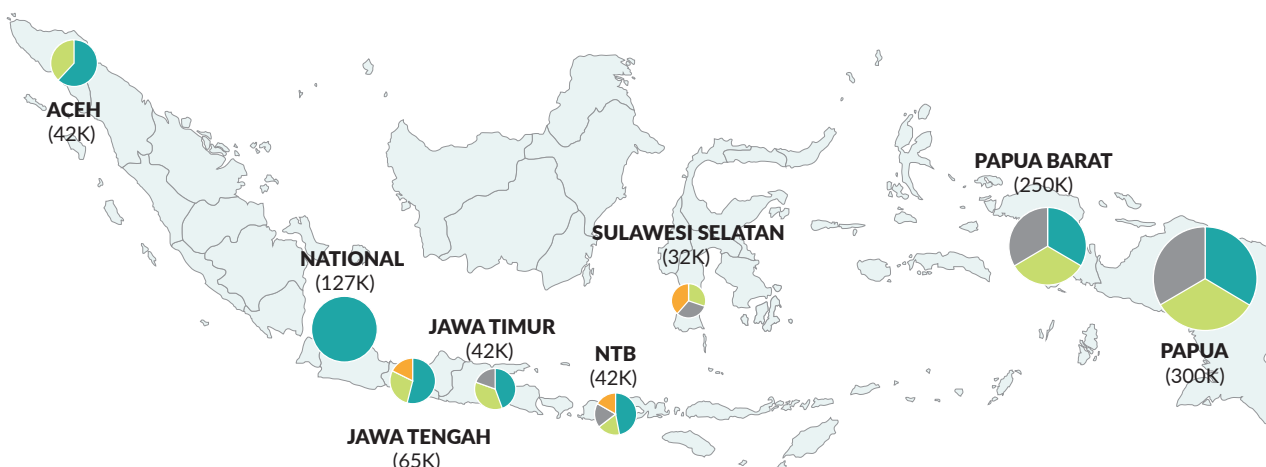 ACEH
(42K)
NATIONAL
(127K)
JAWA TENGAH
(65K)
JAWA TIMUR
(42K)
NTB
(42K)
SULAWESI SELATAN
(32K)
PAPUA BARAT
(250K)
PAPUA
(300K)